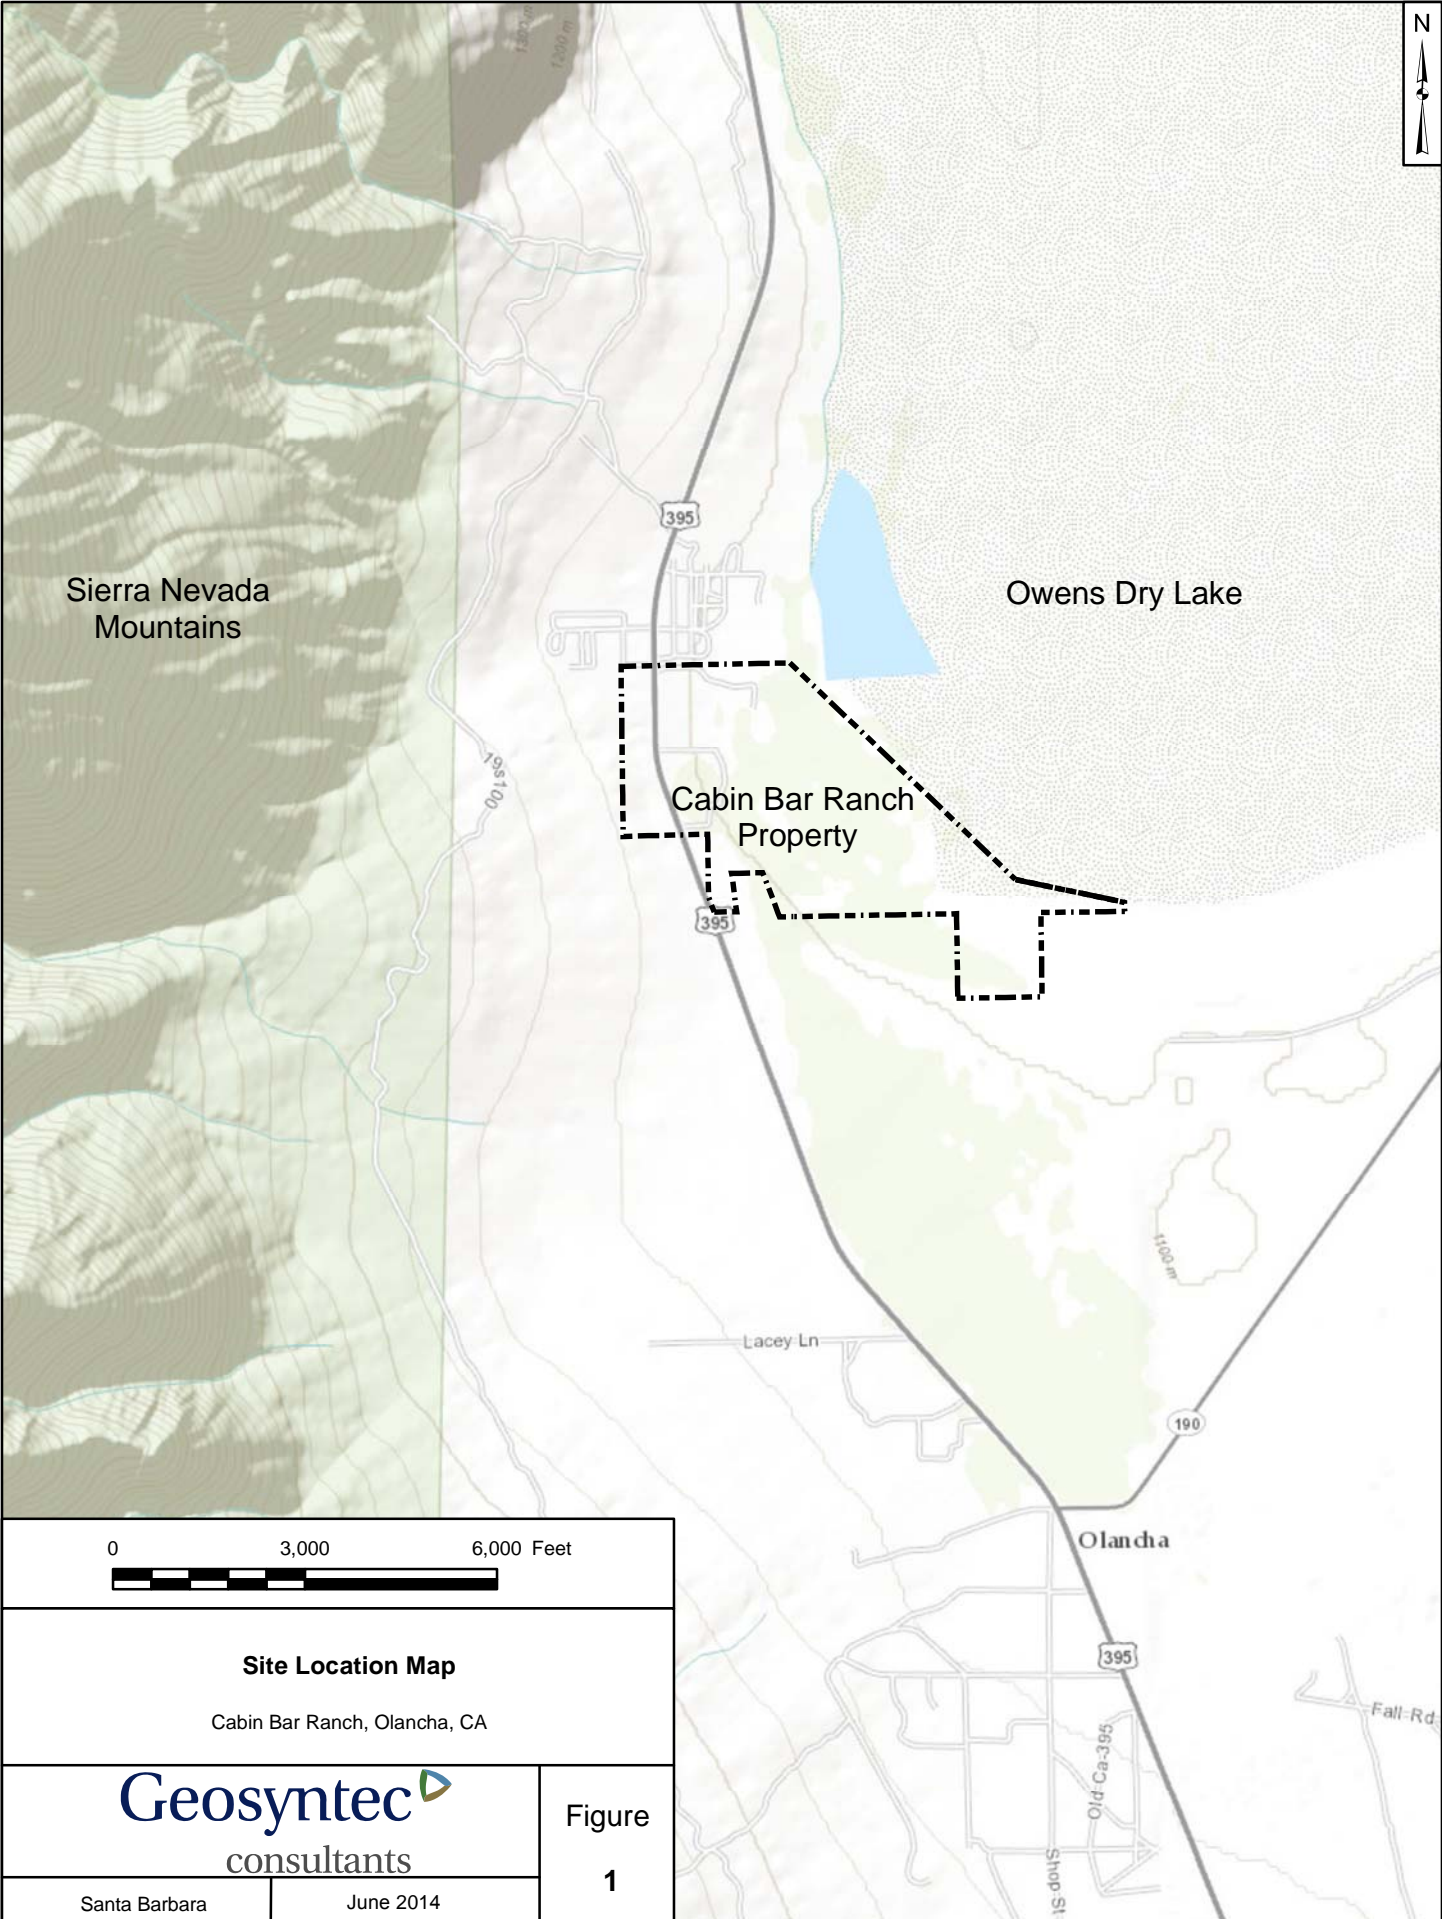 N
1300 m
1200 m
395
Sierra Nevada
Mountains
Owens Dry Lake
19s100
Cabin Bar Ranch
Property
395
1100 m
Lacey Ln
190
Olancha
395
Fall Rd
Old Ca-395
Shop St
0 3,000 6,000 Feet
Site Location Map
Cabin Bar Ranch, Olancha, CA
Geosyntec
consultants
Figure
1
Santa Barbara June 2014